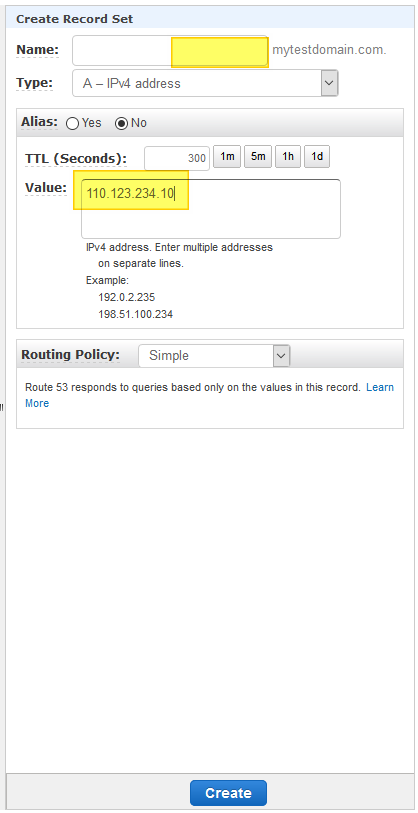 Create Record Set
Name: mytestdomain.com.
Type: A – IPv4 address
Alias: Yes No
TTL (Seconds): 300 1m 5m 1h 1d
Value: 110.123.234.10
IPv4 address. Enter multiple addresses
on separate lines.
Example:
192.0.2.235
198.51.100.234
Routing Policy: Simple
Route 53 responds to queries based only on the values in this record. Learn
More
"
Create